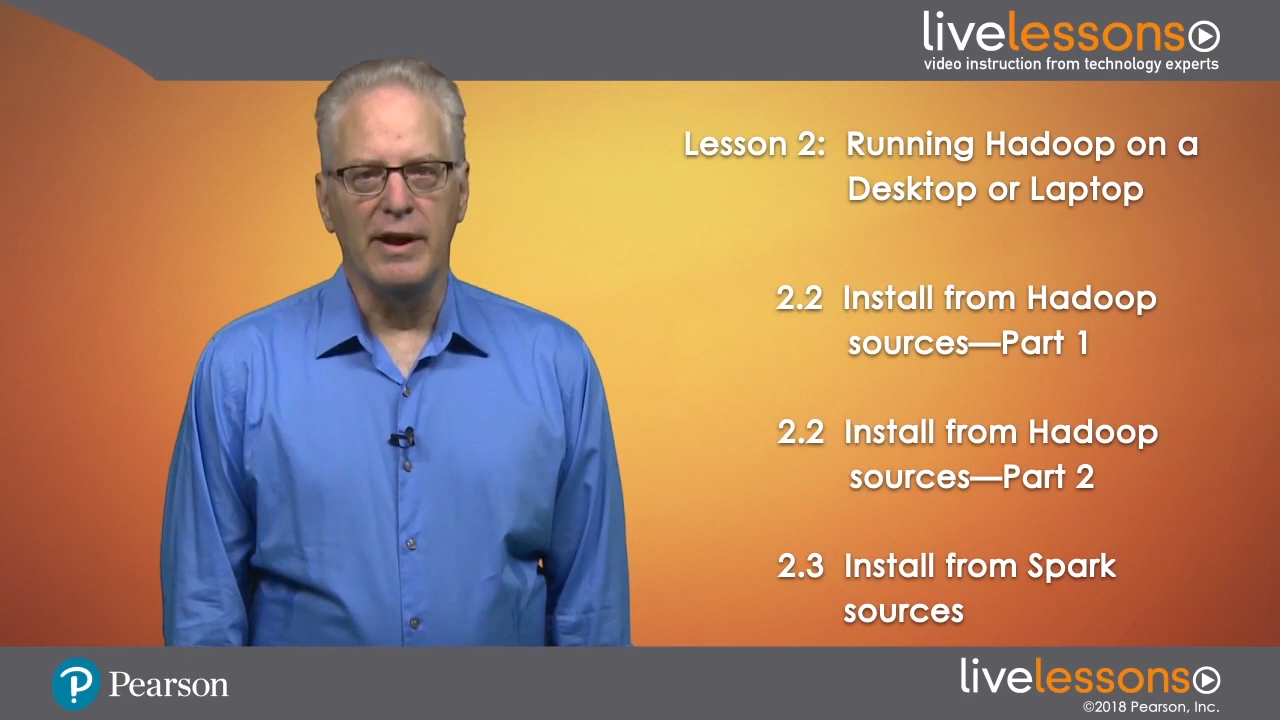 livelessons
video instruction from technology experts
Lesson 2: Running Hadoop on a
Desktop or Laptop
2.2 Install from Hadoop
sources—Part 1
2.2 Install from Hadoop
sources—Part 2
2.3 Install from Spark
sources
Pearson
livelessons
©2018 Pearson, Inc.